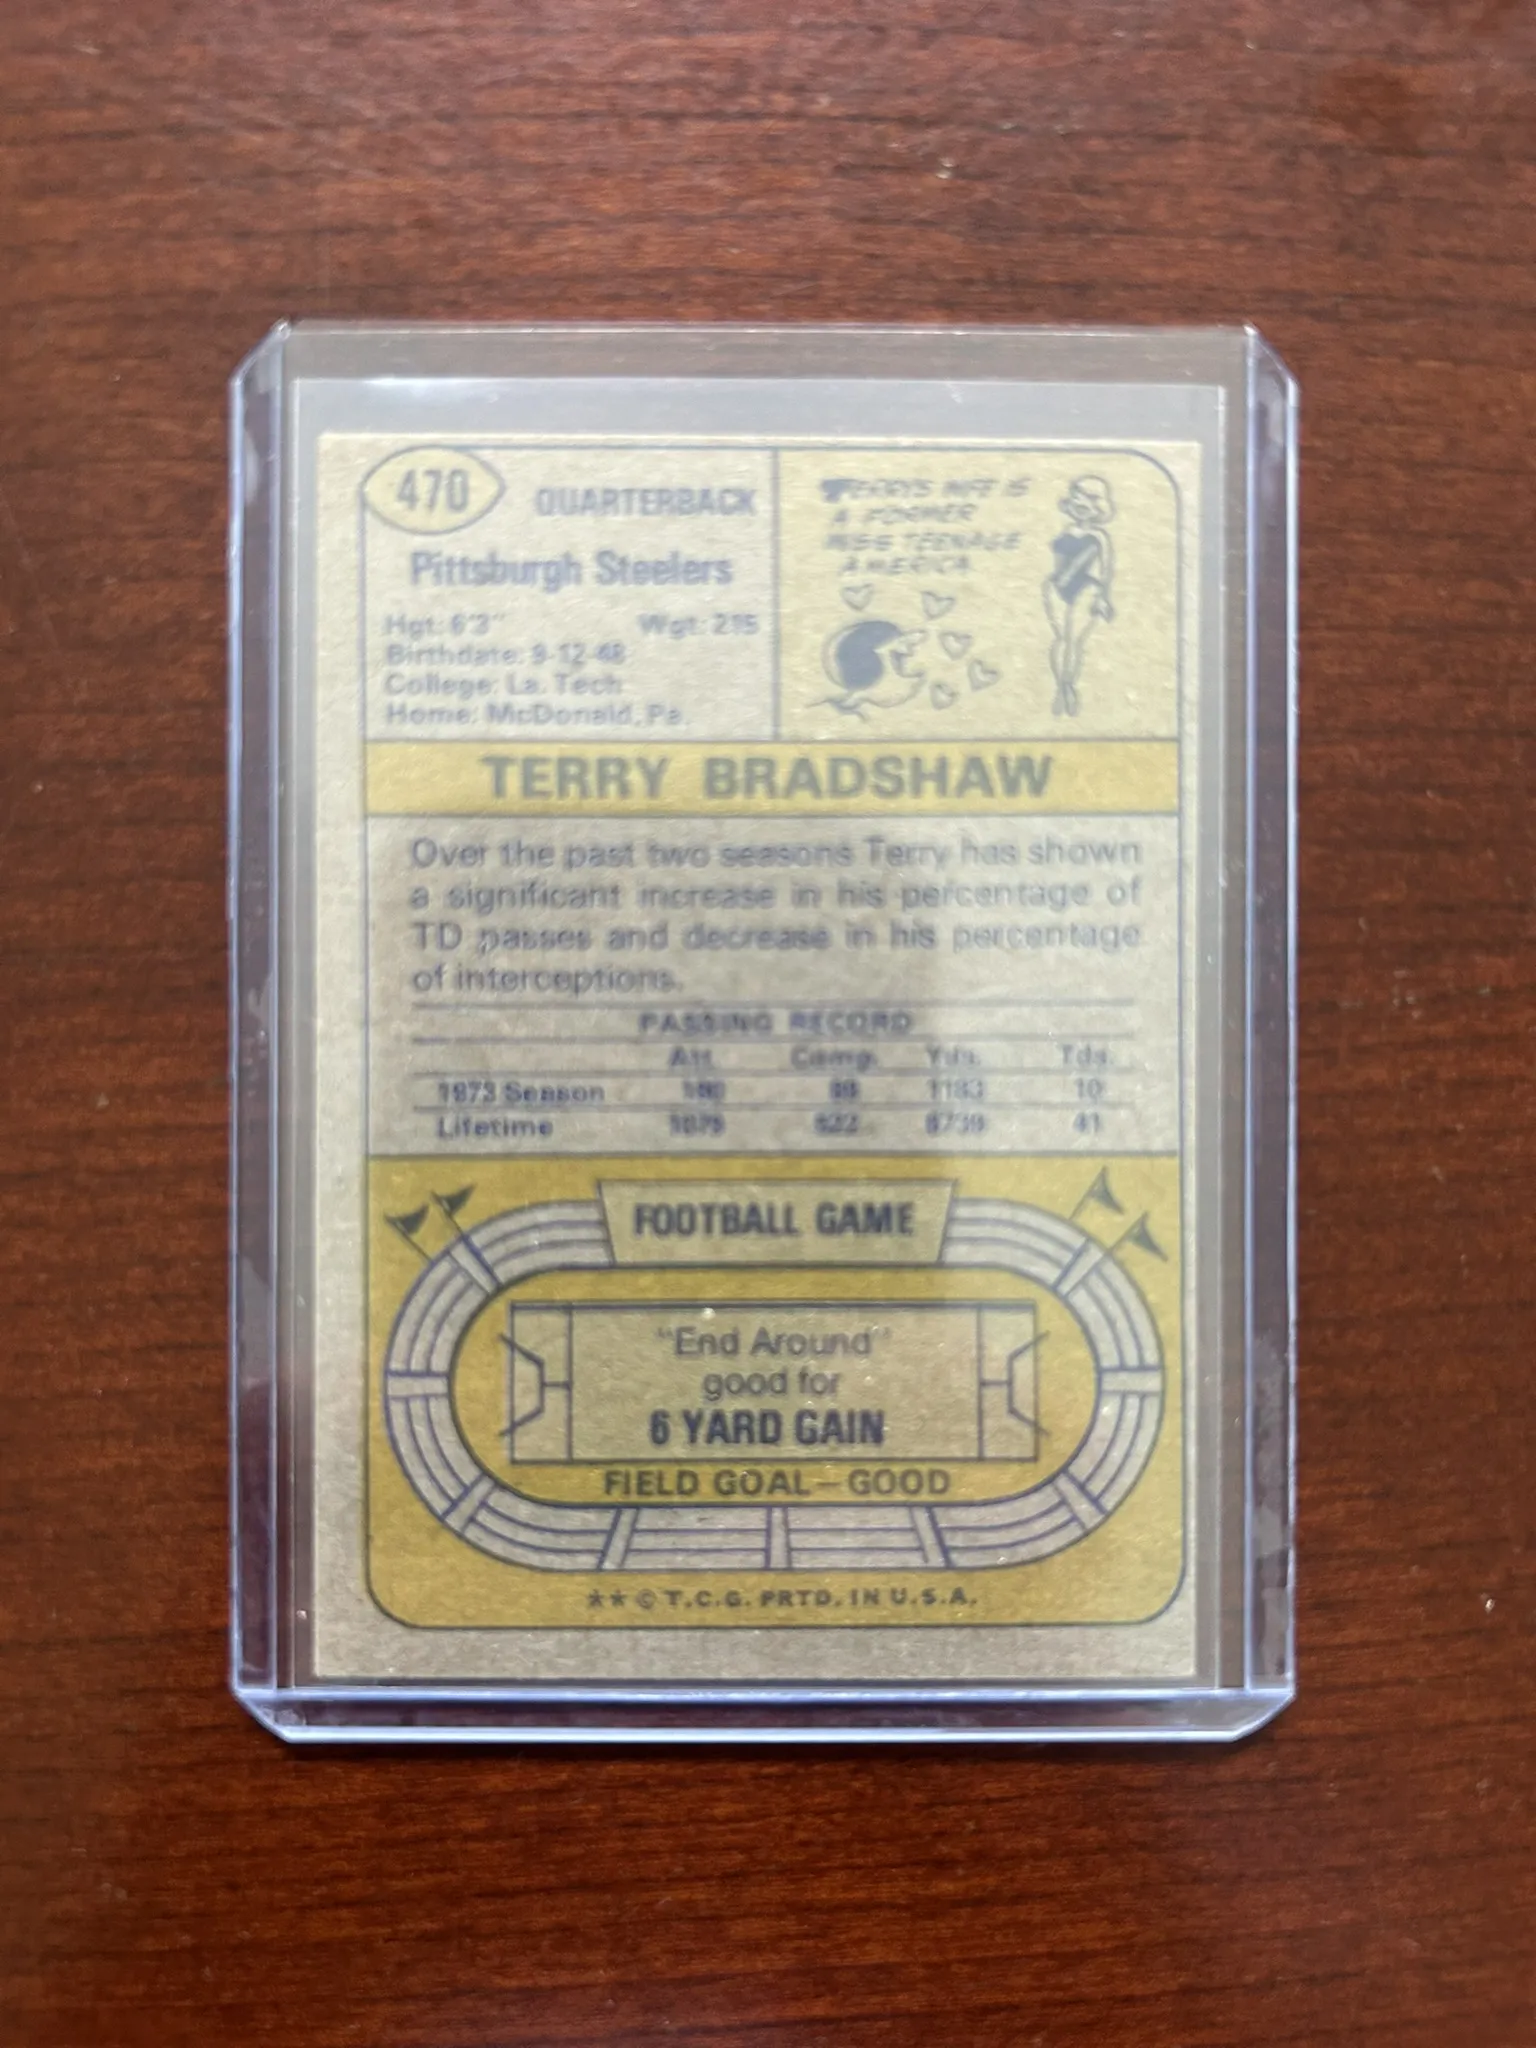 470
QUARTERBACK
Pittsburgh Steelers
Hgt: 6'3" Wgt: 215
Birthdate: 9-12-48
College: La. Tech
Home: McDonald, Pa.
TERRY'S WIFE IS
A FORMER
MISS TEENAGE
AMERICA
TERRY BRADSHAW
Over the past two seasons Terry has shown
a significant increase in his percentage of
TD passes and decrease in his percentage
of interceptions.
PASSING RECORD
Att. Comp. Yds. Tds.
1973 Season 1183 10
Lifetime 41
FOOTBALL GAME
"End Around"
good for
6 YARD GAIN
FIELD GOAL—GOOD
** © T.C.G. PRTD. IN U.S.A.